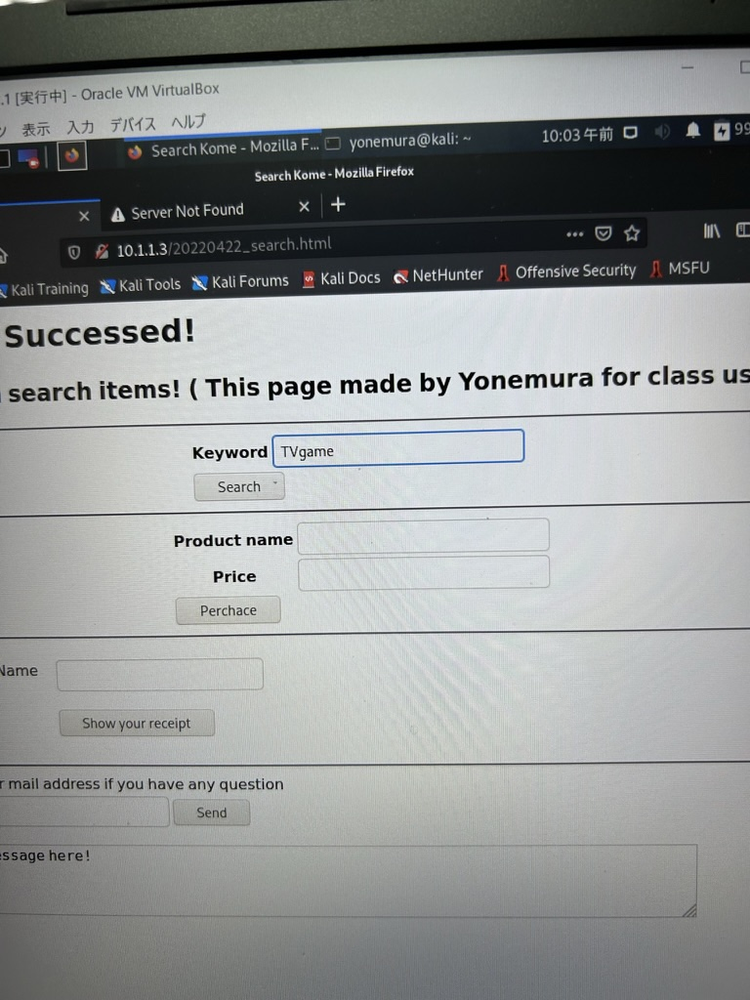 .1 [実行中] - Oracle VM VirtualBox
表示 入力 デバイス ヘルプ
Search Kome - Mozilla F... yonemura@kali: ~ 10:03 午前 99
Search Kome - Mozilla Firefox
Server Not Found
10.1.1.3/20220422_search.html
Kali Training Kali Tools Kali Forums Kali Docs NetHunter Offensive Security MSFU
Successed!
search items! ( This page made by Yonemura for class us
Keyword TVgame
Search
Product name
Price
Perchace
Name
Show your receipt
r mail address if you have any question
Send
essage here!